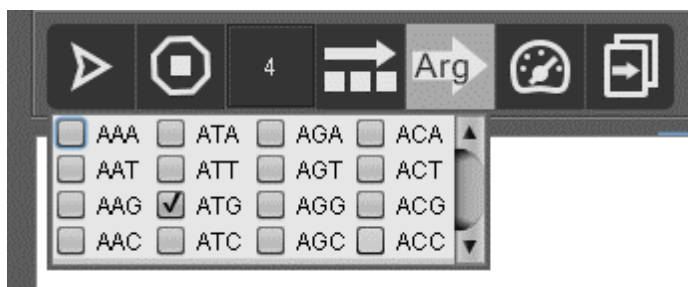 4 Arg
AAA ATA AGA ACA
AAT ATT AGT ACT
AAG ATG AGG ACG
AAC ATC AGC ACC